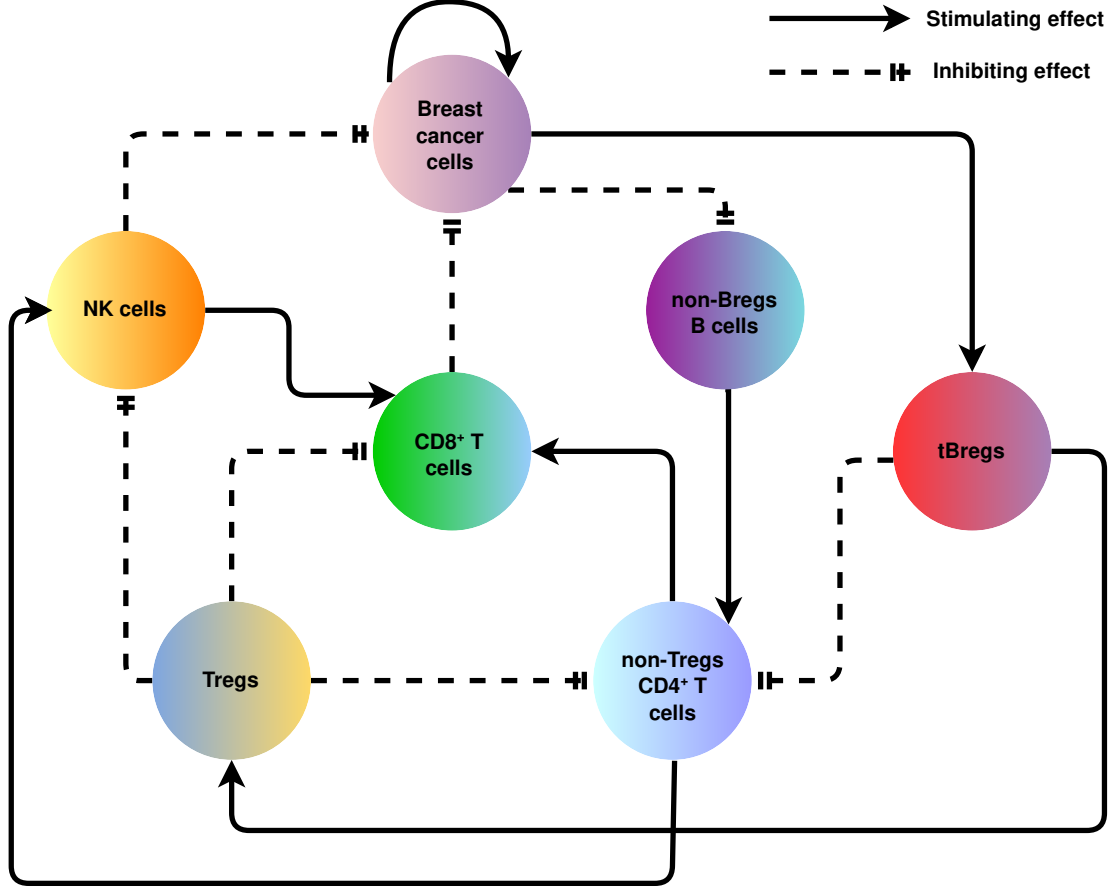 Stimulating effect
Inhibiting effect
Breast
cancer
cells
NK cells
non-Bregs
B cells
CD8⁺ T
cells
tBregs
Tregs
non-Tregs
CD4⁺ T
cells